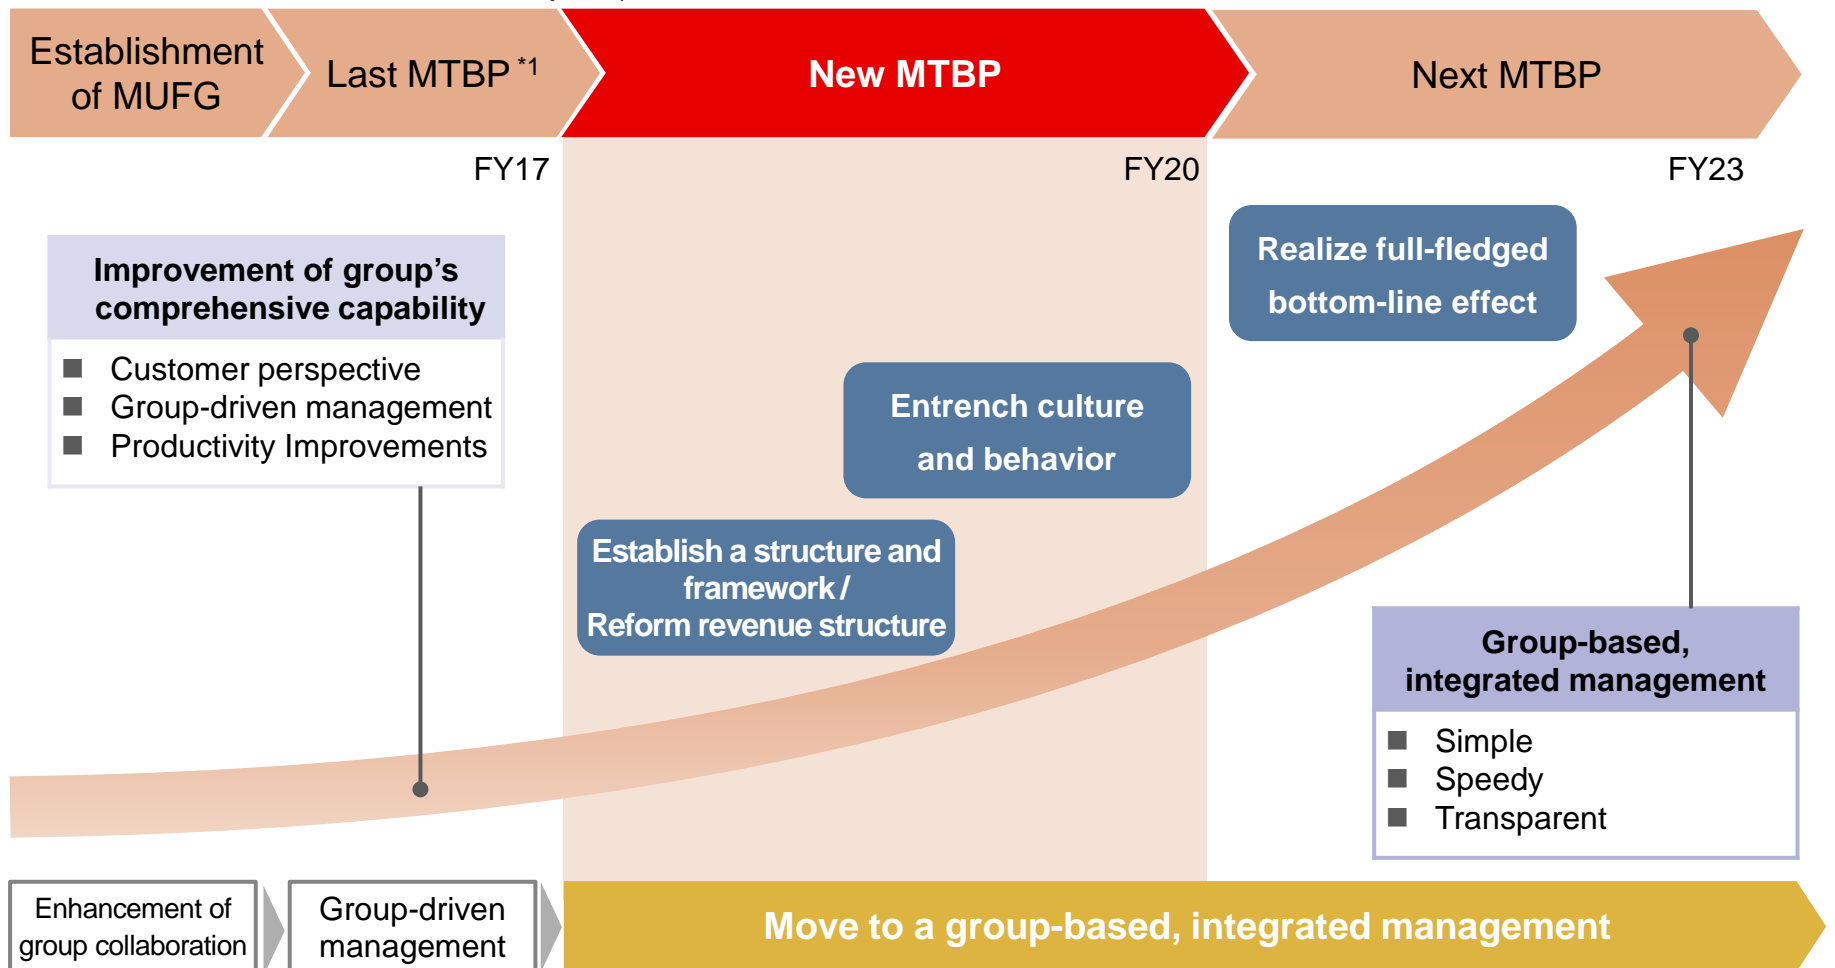 Establishment
of MUFG
Last MTBP *1
New MTBP
Next MTBP
FY17
FY20
FY23
Improvement of group's
comprehensive capability
■ Customer perspective
■ Group-driven management
■ Productivity Improvements
Realize full-fledged
bottom-line effect
Entrench culture
and behavior
Establish a structure and
framework /
Reform revenue structure
Group-based,
integrated management
■ Simple
■ Speedy
■ Transparent
Enhancement of
group collaboration
Group-driven
management
Move to a group-based, integrated management